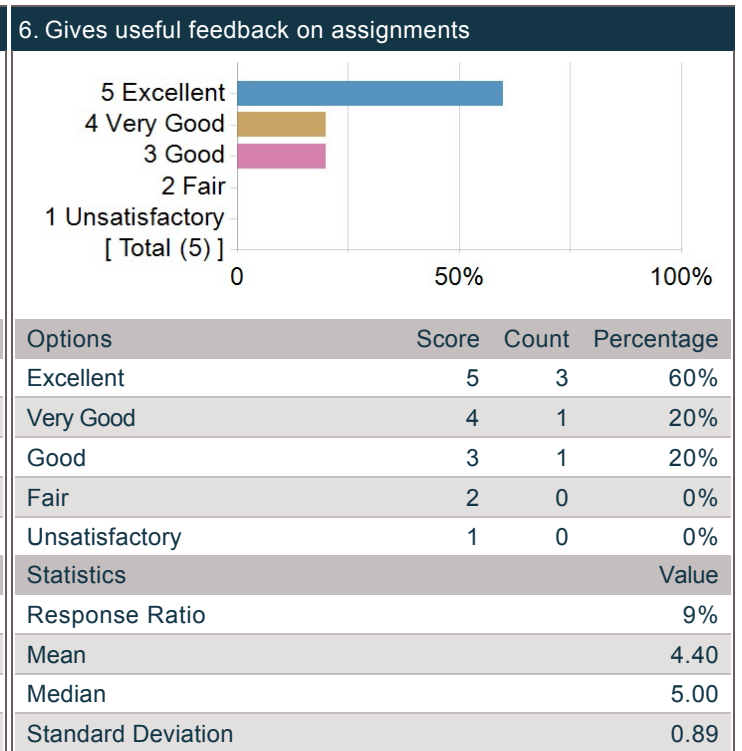 6. Gives useful feedback on assignments
5 Excellent
4 Very Good
3 Good
2 Fair
1 Unsatisfactory
[ Total (5) ]
0 50% 100%
Options Score Count Percentage
Excellent 5 3 60%
Very Good 4 1 20%
Good 3 1 20%
Fair 2 0 0%
Unsatisfactory 1 0 0%
Statistics Value
Response Ratio 9%
Mean 4.40
Median 5.00
Standard Deviation 0.89